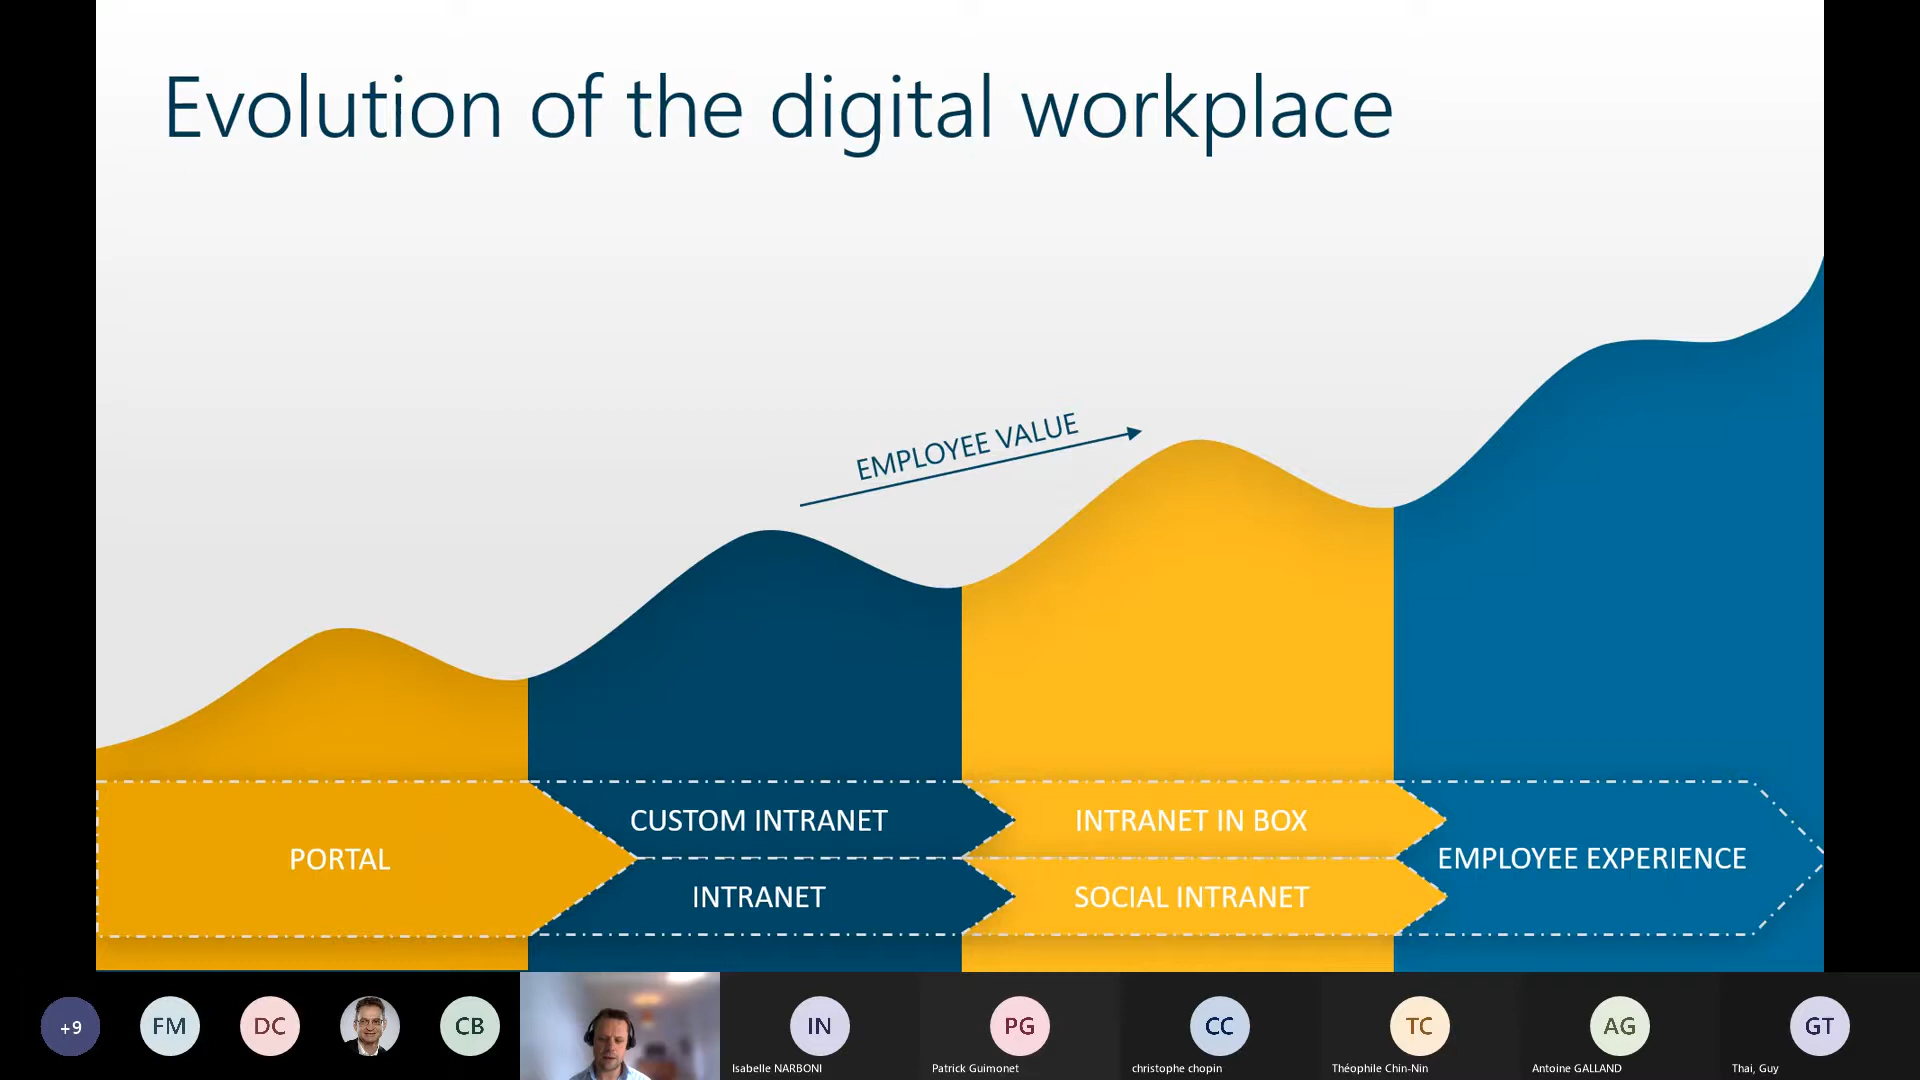 Evolution of the digital workplace
EMPLOYEE VALUE
PORTAL
CUSTOM INTRANET
INTRANET
INTRANET IN BOX
SOCIAL INTRANET
EMPLOYEE EXPERIENCE
+9
FM
DC
CB
IN
Isabelle NARBONI
PG
Patrick Guimonet
CC
christophe chopin
TC
Théophile Chin-Nin
AG
Antoine GALLAND
GT
Thai, Guy